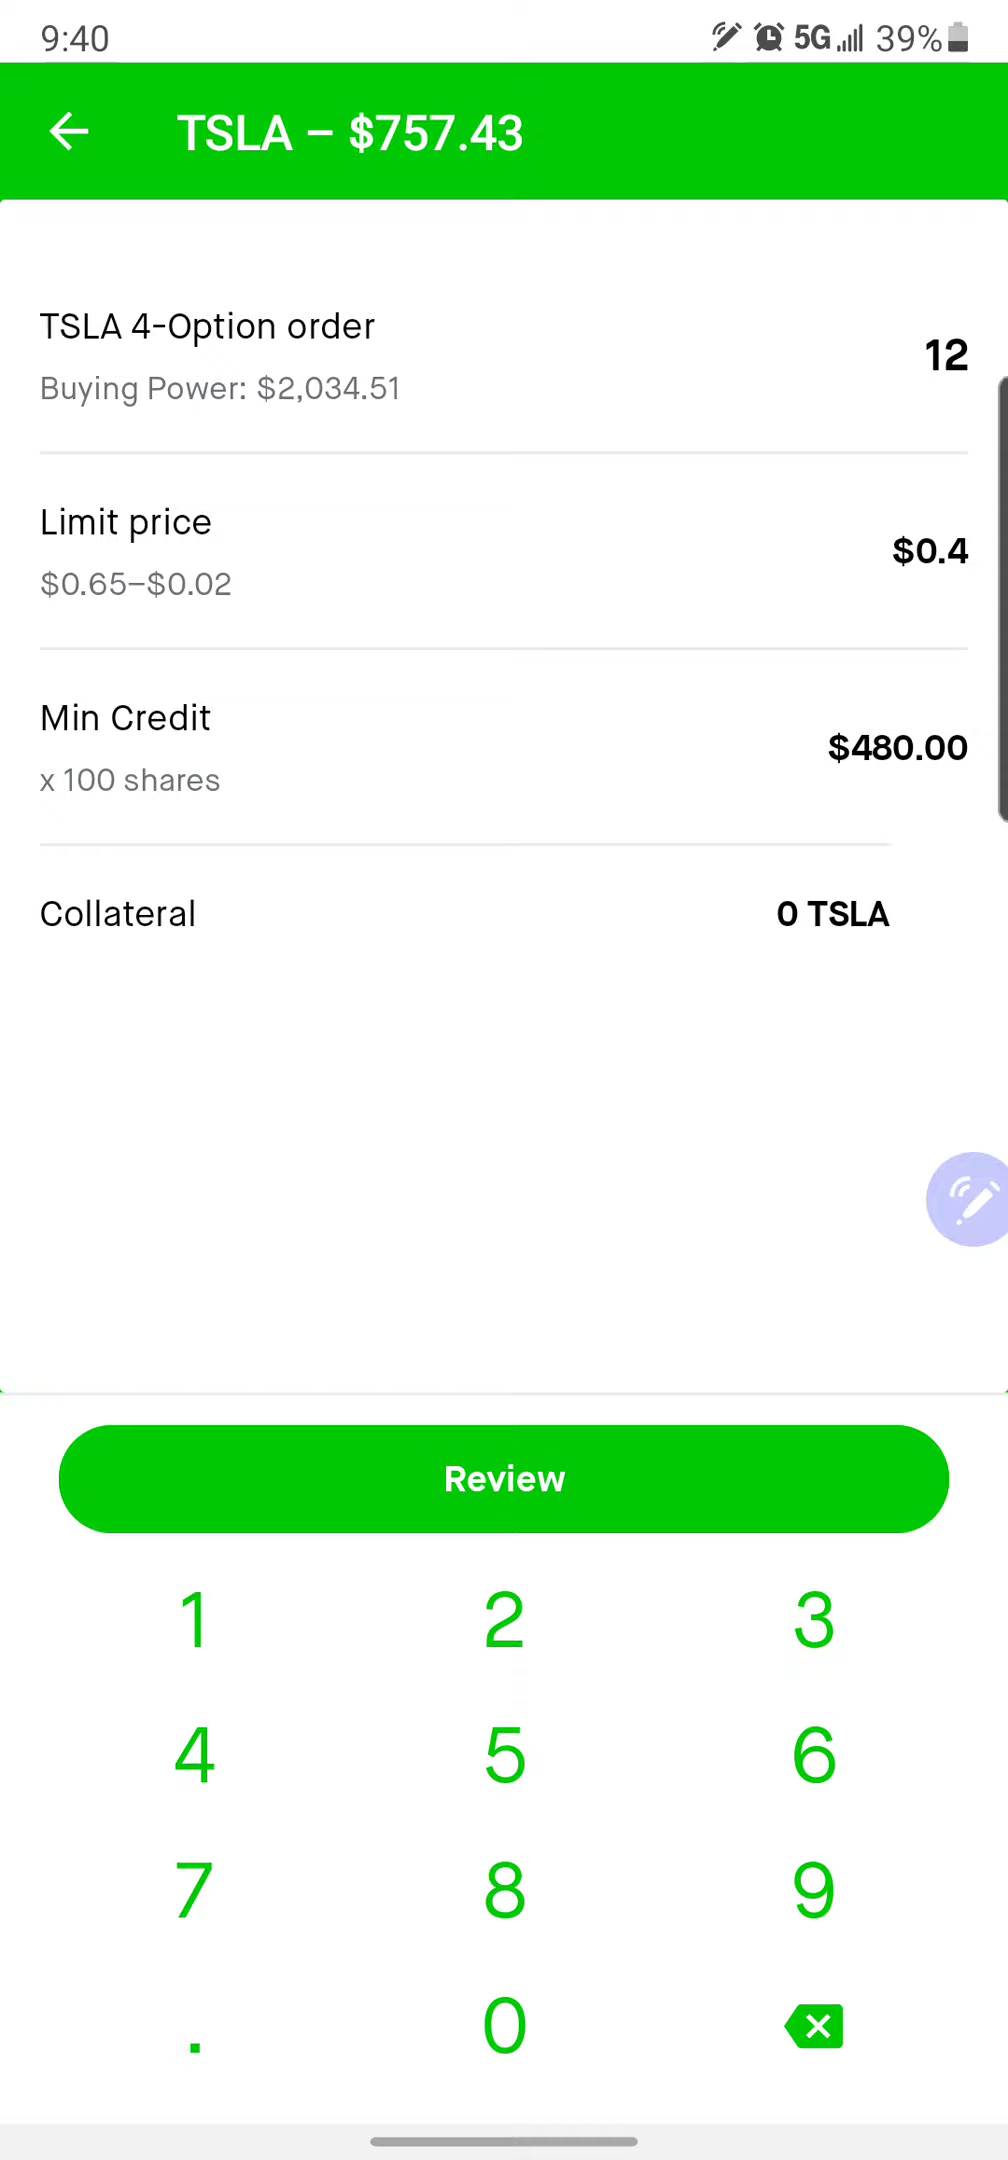 9:40
5G 39%
TSLA – $757.43
TSLA 4-Option order
12
Buying Power: $2,034.51
Limit price
$0.4
$0.65–$0.02
Min Credit
$480.00
x 100 shares
Collateral
0 TSLA
Review
1 2 3
4 5 6
7 8 9
. 0